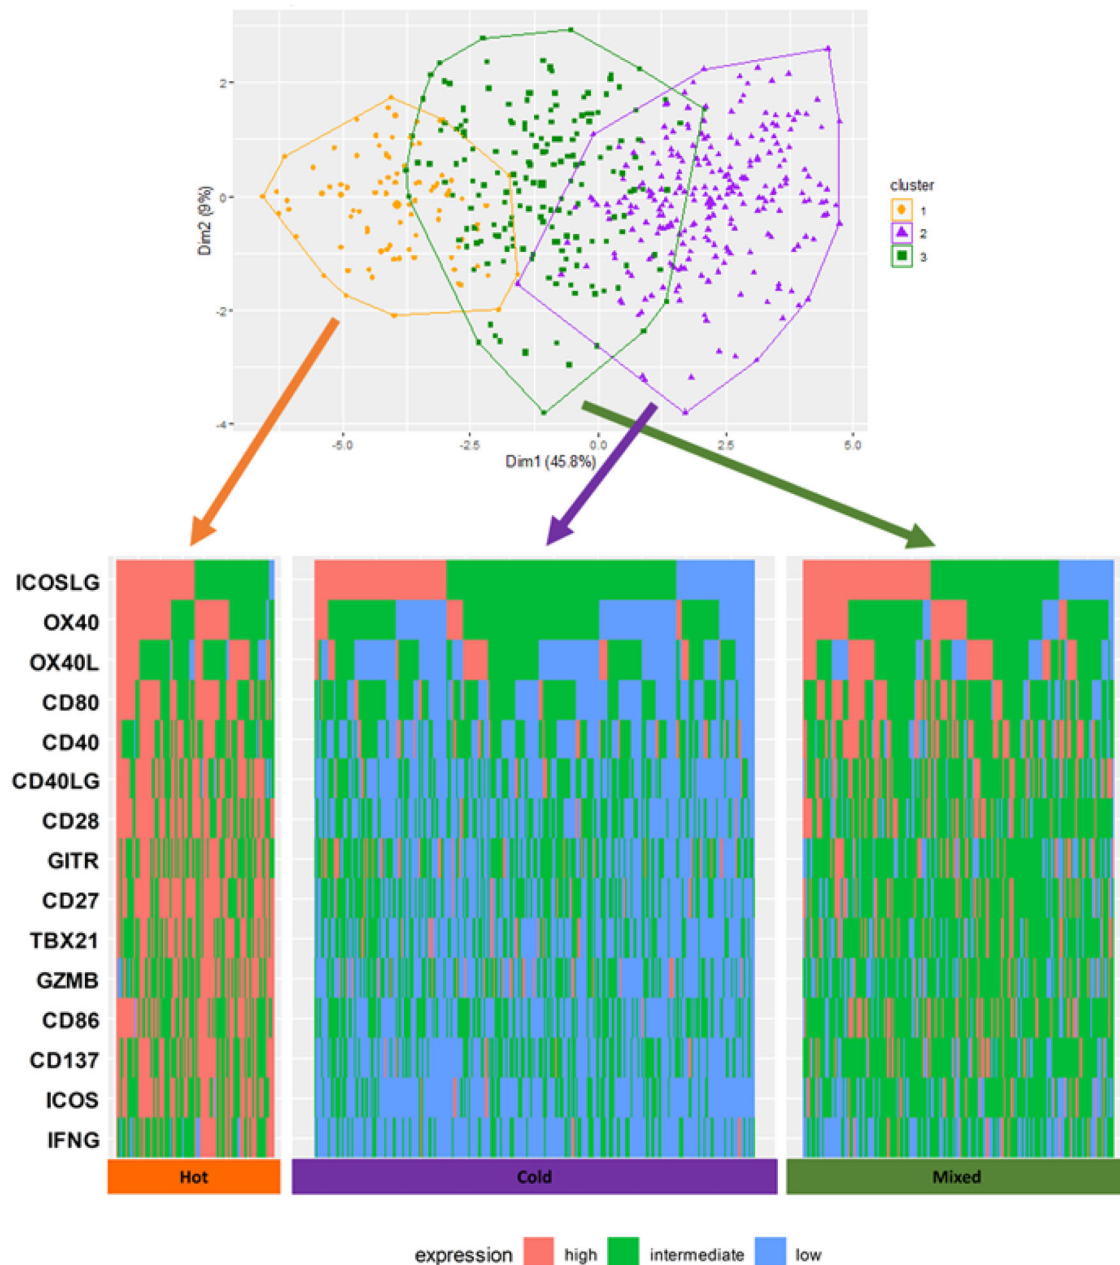 2
0
-2
-4
Dim2 (9%)
-5.0 -2.5 0.0 2.5 5.0
Dim1 (45.8%)
cluster
1
2
3
ICOSLG
OX40
OX40L
CD80
CD40
CD40LG
CD28
GITR
CD27
TBX21
GZMB
CD86
CD137
ICOS
IFNG
Hot Cold Mixed
expression high intermediate low